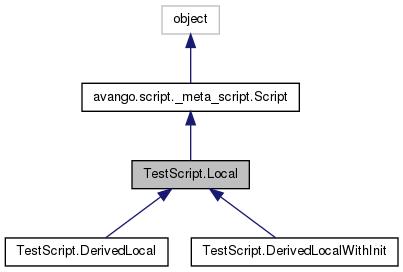 object
avango.script._meta_script.Script
TestScript.Local
TestScript.DerivedLocal
TestScript.DerivedLocalWithInit